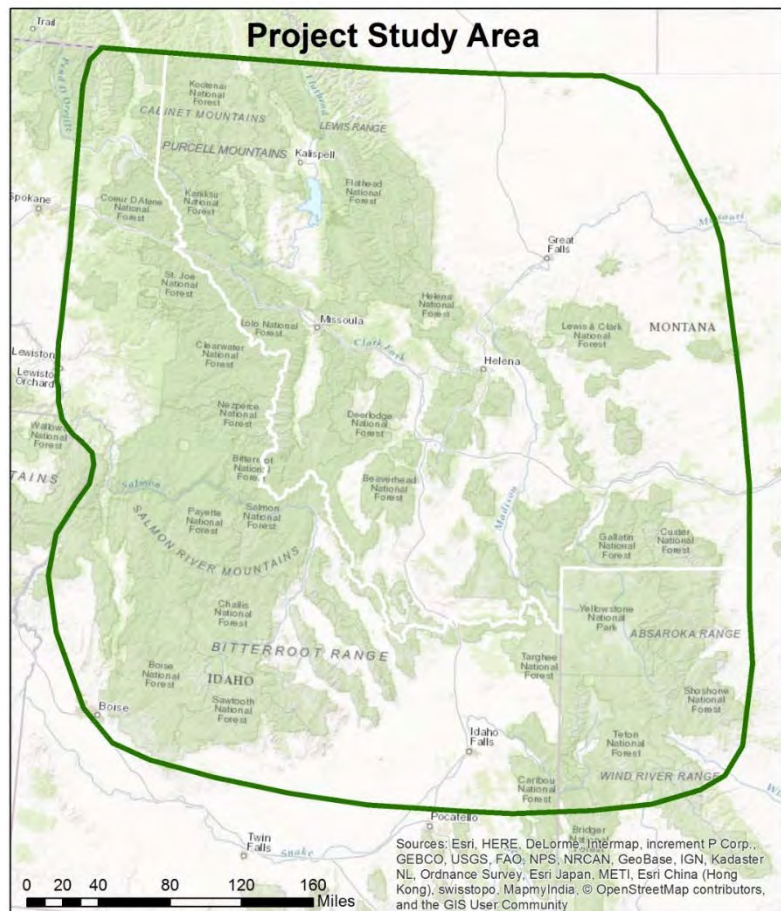 Project Study Area
Trail
Pend O'reille
Kootenai
National
Forest
Flathead
CABINET MOUNTAINS
LEWIS RANGE
PURCELL MOUNTAINS
Kalispell
Flathead
National
Forest
Coeur D'Alene
National
Forest
Kaniksu
National
Forest
Spokane
Missouri
Great
Falls
St. Joe
National
Forest
Helena
National
Forest
Lolo National
Forest
Missoula
Lewis & Clark
National
Forest
MONTANA
Clark Fork
Clearwater
National
Forest
Helena
Lewiston
Lewiston
Orchard
Nezperce
National
Forest
Deerlodge
National
Forest
Wallowa
National
Forest
Bitterroot
National
Forest
TAINS
Beaverhead
National
Forest
Salmon
Madison
Payette
National
Forest
Salmon
National
Forest
SALMON RIVER MOUNTAINS
Gallatin
National
Forest
Custer
National
Forest
Challis
National
Forest
Yellowstone
National
Park
ABSAROKA RANGE
BITTERROOT RANGE
Targhee
National
Forest
Boise
National
Forest
IDAHO
Sawtooth
National
Forest
Shoshone
National
Forest
Boise
Idaho
Falls
Teton
National
Forest
WIND RIVER RANGE
Caribou
National
Forest
Pocatello
Bridger
National
Forest
Twin
Falls
Snake
Sources: Esri, HERE, DeLorme, Intermap, increment P Corp.,
GEBCO, USGS, FAO, NPS, NRCAN, GeoBase, IGN, Kadaster
NL, Ordnance Survey, Esri Japan, METI, Esri China (Hong
Kong), swisstopo, MapmyIndia, © OpenStreetMap contributors,
and the GIS User Community
0 20 40 80 120 160
Miles